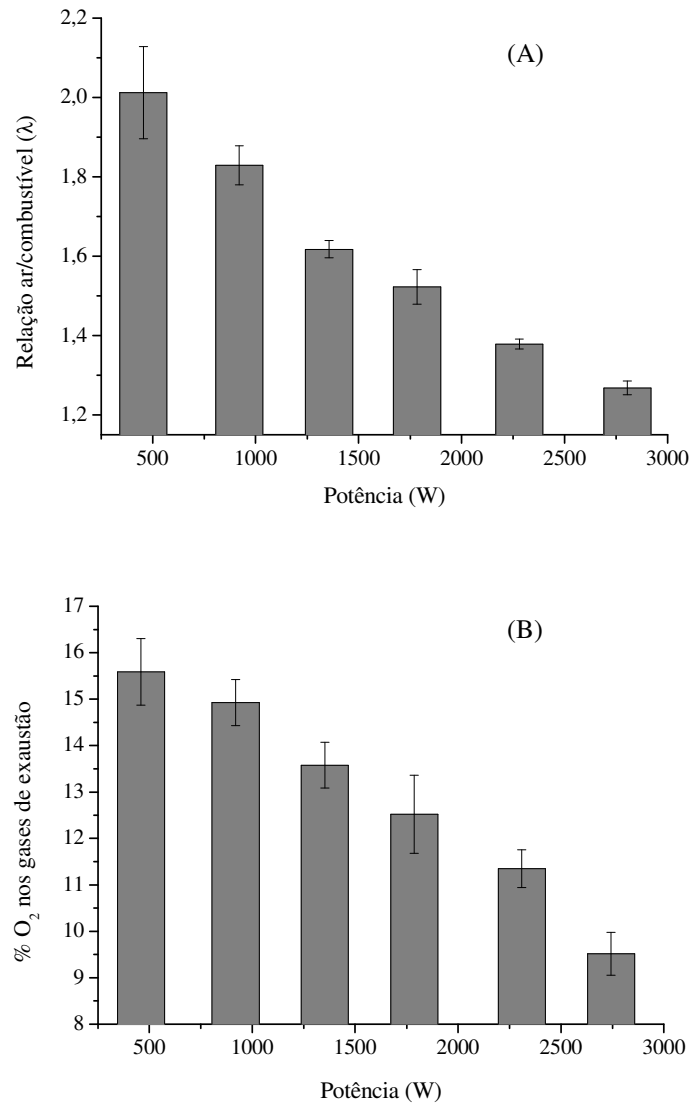 2,2
(A)
2,0
1,8
1,6
1,4
1,2
Relação ar/combustível (λ)
500 1000 1500 2000 2500 3000
Potência (W)
17
(B)
16
15
14
13
12
11
10
9
8
% O₂ nos gases de exaustão
500 1000 1500 2000 2500 3000
Potência (W)